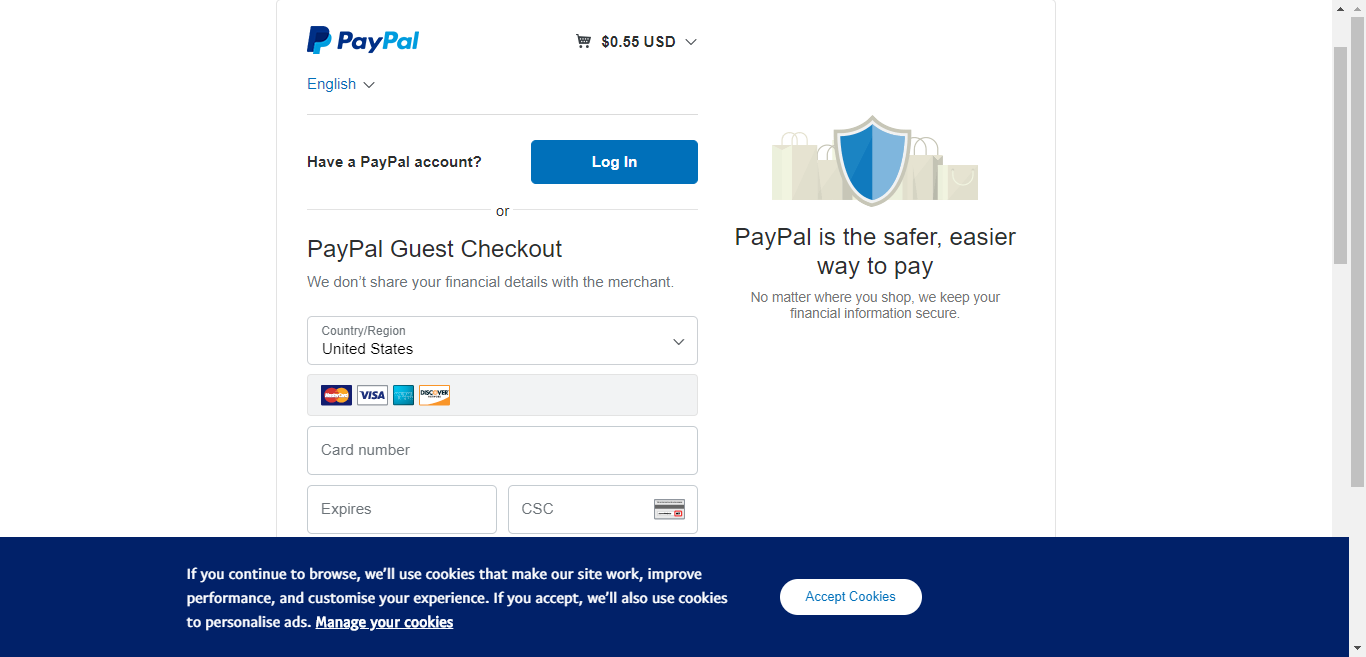 PayPal
$0.55 USD
English
Have a PayPal account?
Log In
or
PayPal Guest Checkout
We don’t share your financial details with the merchant.
Country/Region
United States
MasterCard VISA DISCOVER
Card number
Expires
CSC
PayPal is the safer, easier
way to pay
No matter where you shop, we keep your
financial information secure.
If you continue to browse, we’ll use cookies that make our site work, improve
performance, and customise your experience. If you accept, we’ll also use cookies
to personalise ads. Manage your cookies
Accept Cookies